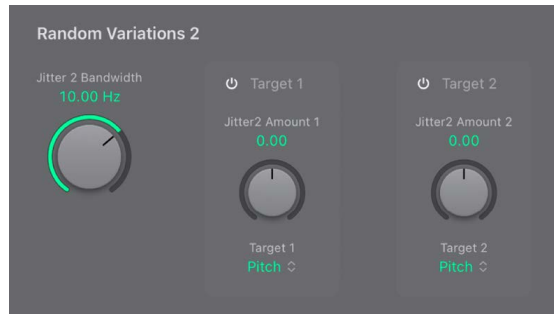 Random Variations 2
Jitter 2 Bandwidth
10.00 Hz
Target 1
Jitter2 Amount 1
0.00
Target 1
Pitch
Target 2
Jitter2 Amount 2
0.00
Target 2
Pitch